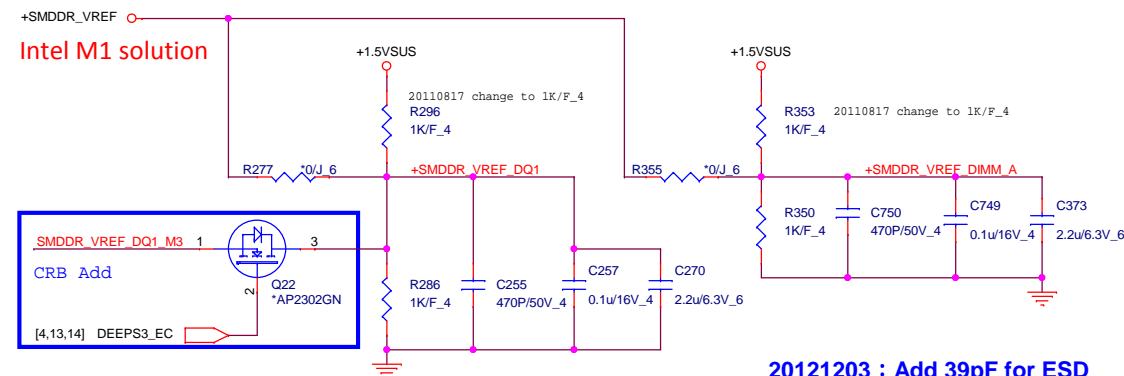 +SMDDR_VREF
Intel M1 solution
+1.5VSUS
20110817 change to 1K/F_4
R296
1K/F_4
R277
*0/J_6
+SMDDR_VREF_DQ1
SMDDR_VREF_DQ1_M3
1
3
CRB Add
Q22
*AP2302GN
2
[4,13,14]
DEEPS3_EC
R286
1K/F_4
C255
470P/50V_4
C257
0.1u/16V_4
C270
2.2u/6.3V_6
+1.5VSUS
R353
20110817 change to 1K/F_4
1K/F_4
R355
*0/J_6
+SMDDR_VREF_DIMM_A
R350
1K/F_4
C750
470P/50V_4
C749
0.1u/16V_4
C373
2.2u/6.3V_6
20121203：Add 39pF for ESD